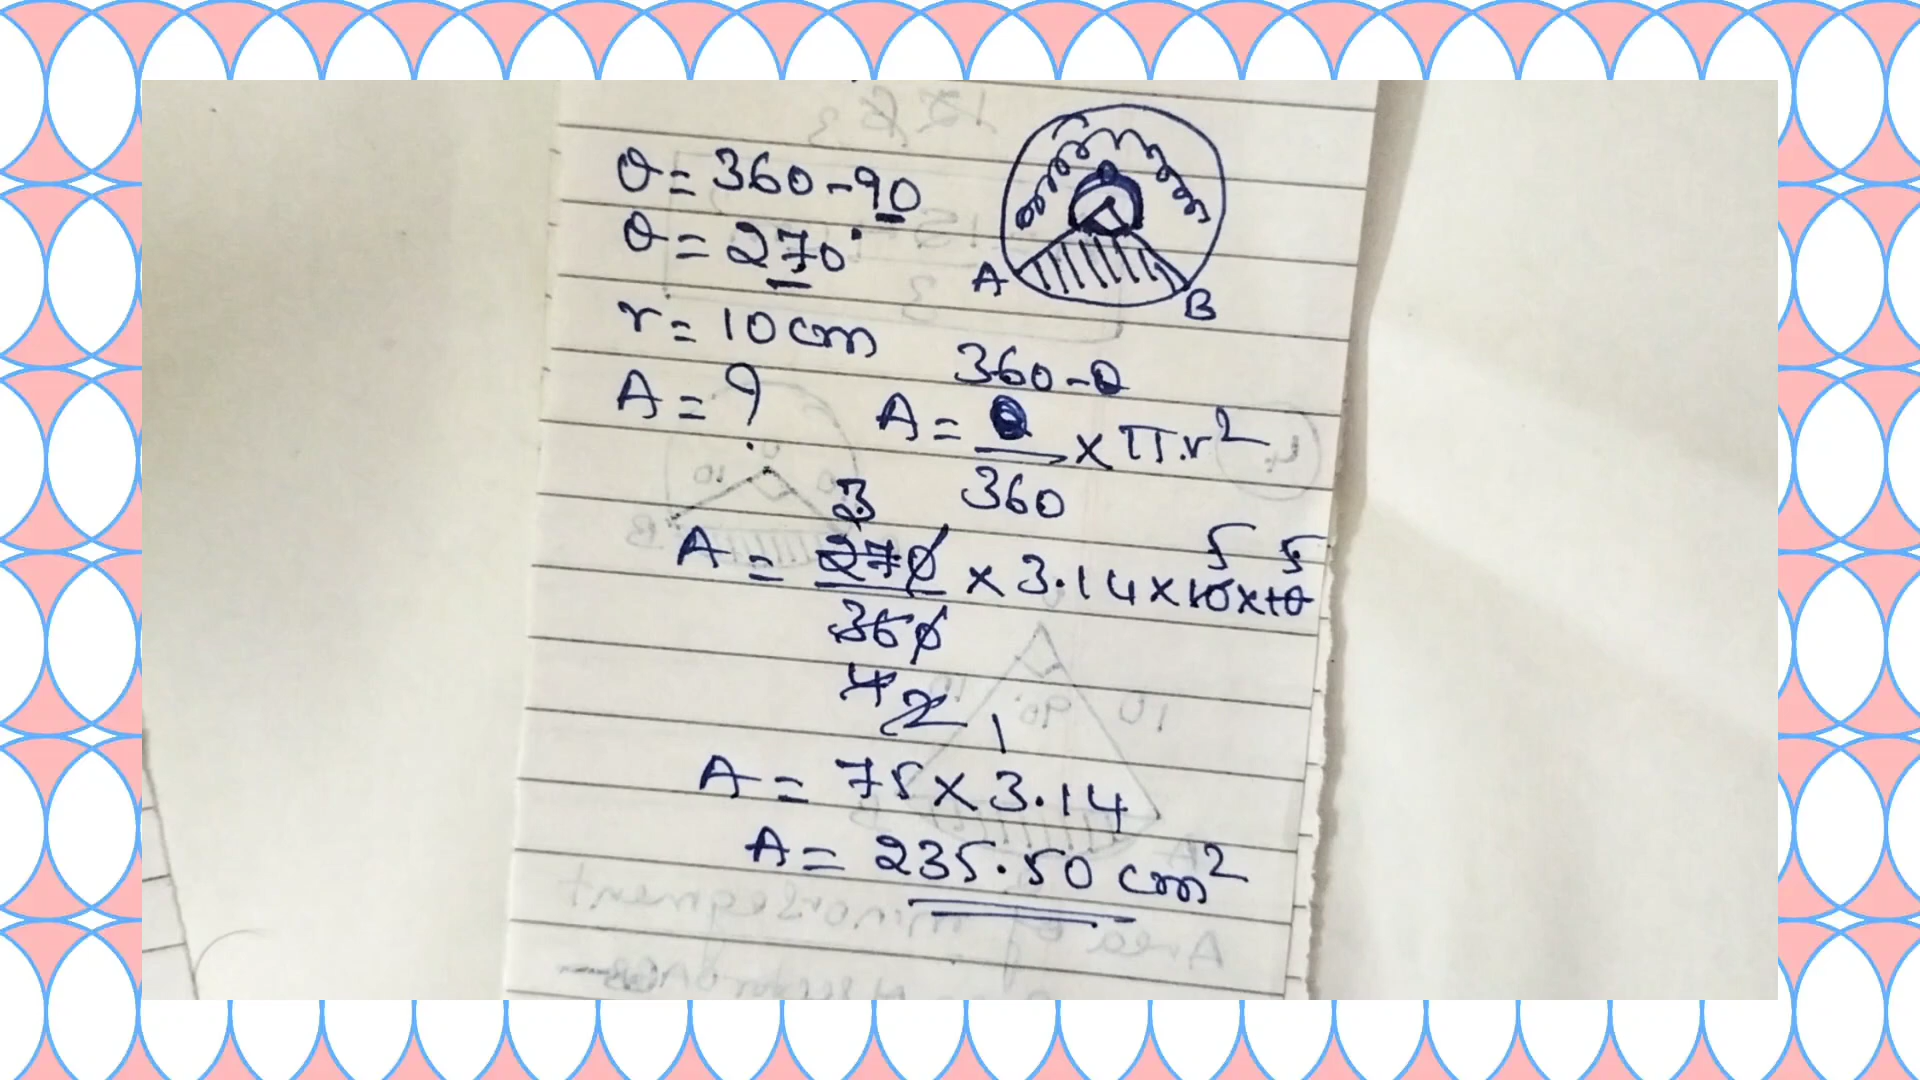 θ = 360 - 90
θ = 270°
r = 10 cm
A = ?
A
B
360 - θ
A = θ/360 × π.r²
3
5 5
A = 270/360 × 3.14 × 10 × 10
4 2 1
A = 75 × 3.14
A = 235.50 cm²